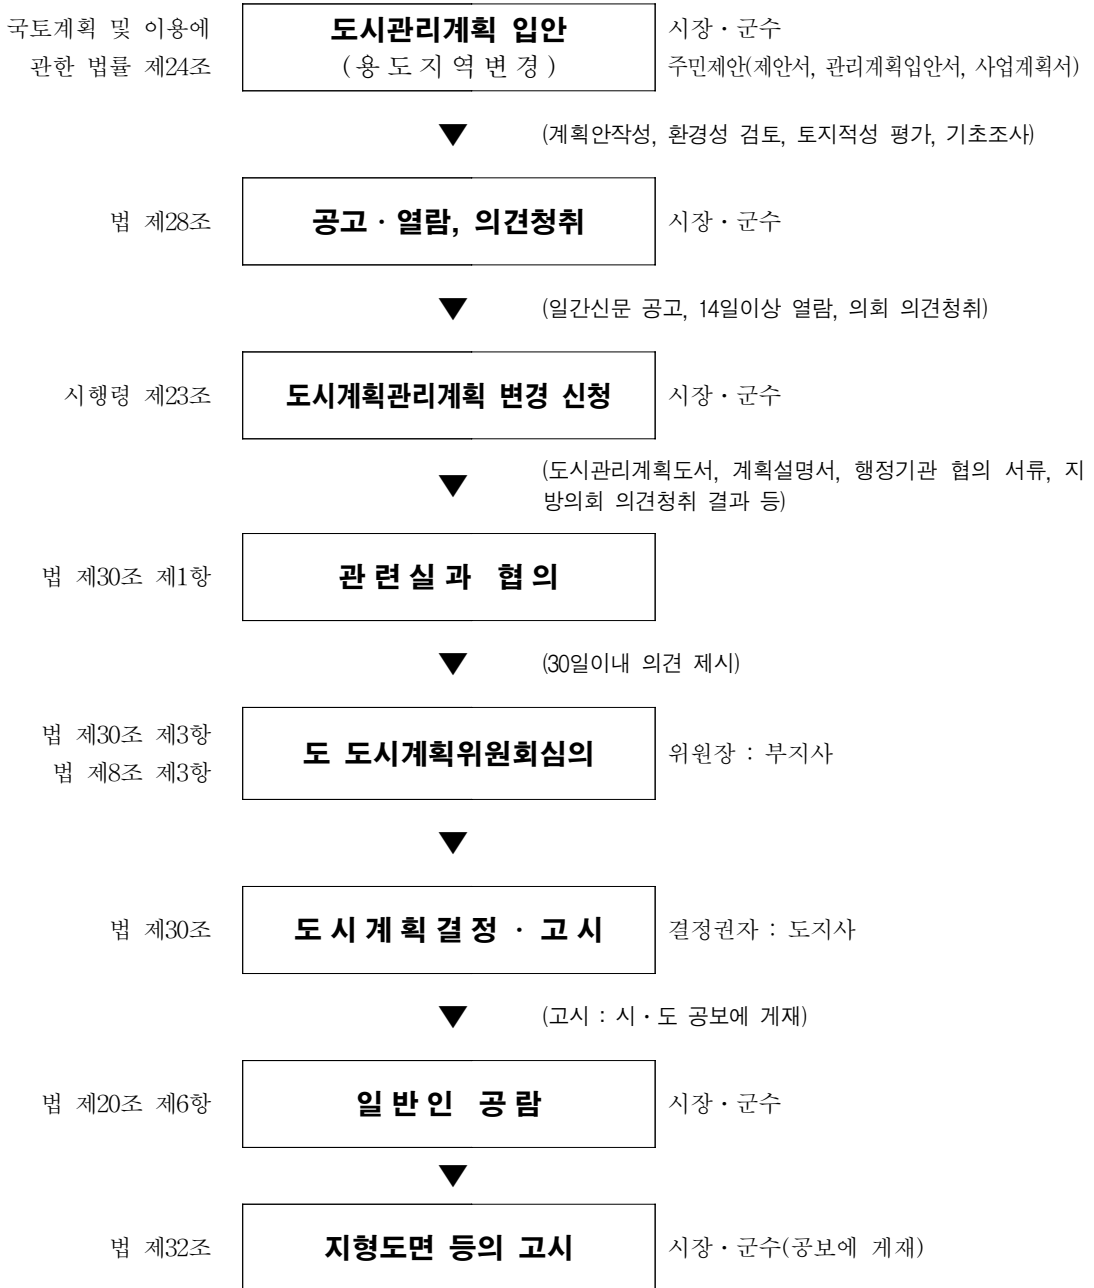 국토계획 및 이용에
관한 법률 제24조
도시관리계획 입안
(용도지역변경)
시장·군수
주민제안(제안서, 관리계획입안서, 사업계획서)
▼
(계획안작성, 환경성 검토, 토지적성 평가, 기초조사)
법 제28조
공고·열람, 의견청취
시장·군수
▼
(일간신문 공고, 14일이상 열람, 의회 의견청취)
시행령 제23조
도시계획관리계획 변경 신청
시장·군수
▼
(도시관리계획도서, 계획설명서, 행정기관 협의 서류, 지
방의회 의견청취 결과 등)
법 제30조 제1항
관련실과 협의
▼
(30일이내 의견 제시)
법 제30조 제3항
법 제8조 제3항
도 도시계획위원회심의
위원장 : 부지사
▼
법 제30조
도시계획결정·고시
결정권자 : 도지사
▼
(고시 : 시·도 공보에 게재)
법 제20조 제6항
일반인 공람
시장·군수
▼
법 제32조
지형도면 등의 고시
시장·군수(공보에 게재)